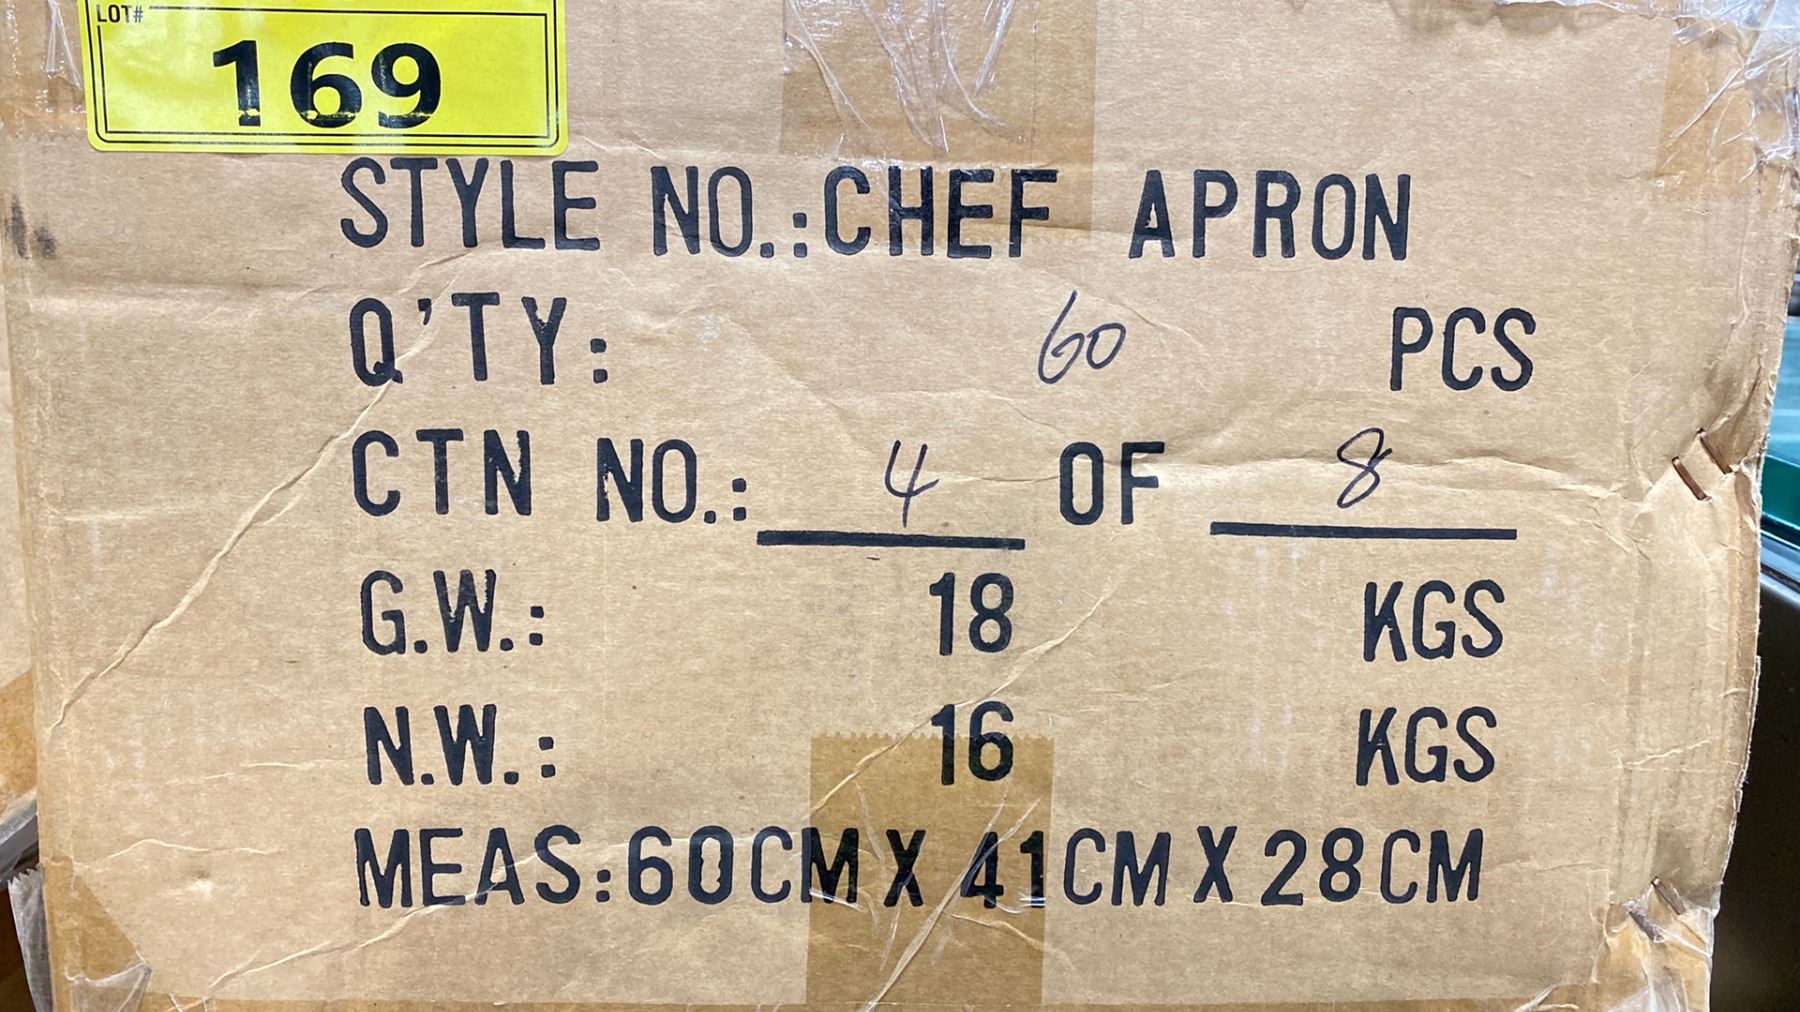 LOT#
169
STYLE NO.:CHEF APRON
Q'TY: 60 PCS
CTN NO.: 4 OF 8
G.W.: 18 KGS
N.W.: 16 KGS
MEAS:60CM X 41CM X 28CM